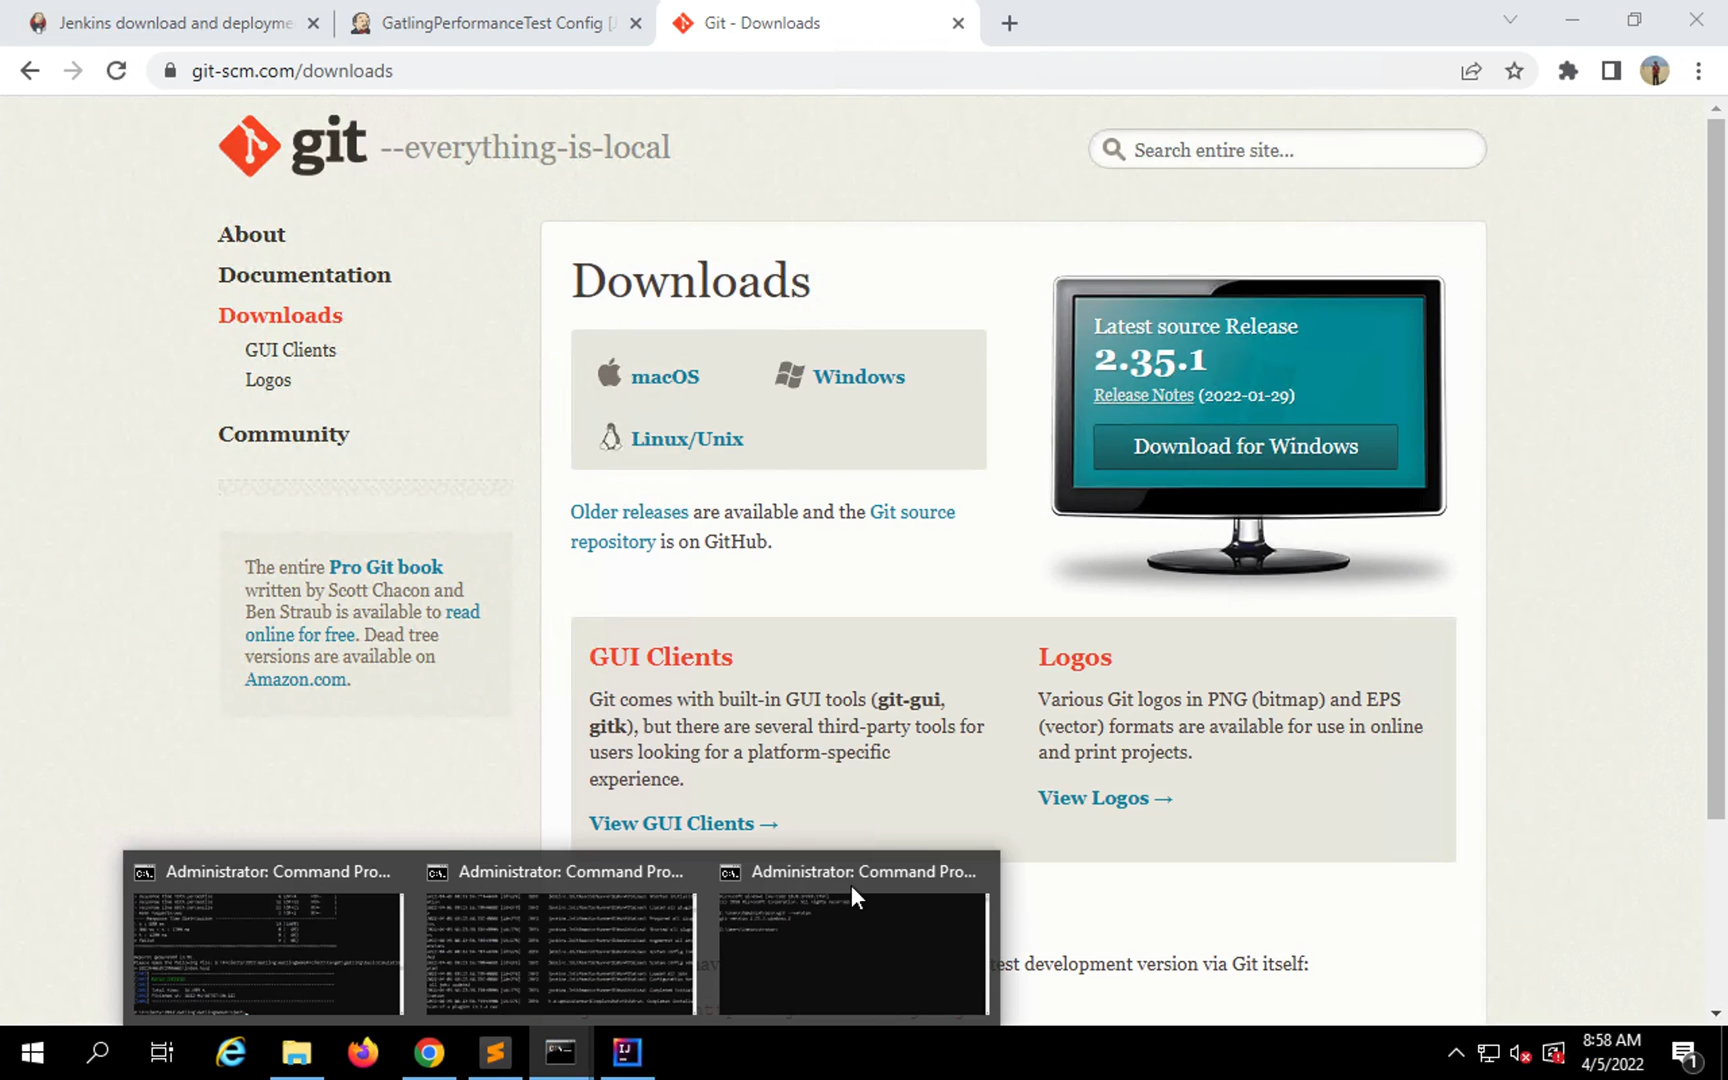 Jenkins download and deployme
GatlingPerformanceTest Config [J
Git - Downloads
git-scm.com/downloads
git --everything-is-local
Search entire site...
About
Documentation
Downloads
GUI Clients
Logos
Community
The entire Pro Git book
written by Scott Chacon and
Ben Straub is available to read
online for free. Dead tree
versions are available on
Amazon.com.
Downloads
macOS
Windows
Linux/Unix
Older releases are available and the Git source
repository is on GitHub.
Latest source Release
2.35.1
Release Notes (2022-01-29)
Download for Windows
GUI Clients
Git comes with built-in GUI tools (git-gui,
gitk), but there are several third-party tools for
users looking for a platform-specific
experience.
View GUI Clients →
Logos
Various Git logos in PNG (bitmap) and EPS
(vector) formats are available for use in online
and print projects.
View Logos →
test development version via Git itself:
Administrator: Command Pro...
Administrator: Command Pro...
Administrator: Command Pro...
8:58 AM
4/5/2022
1